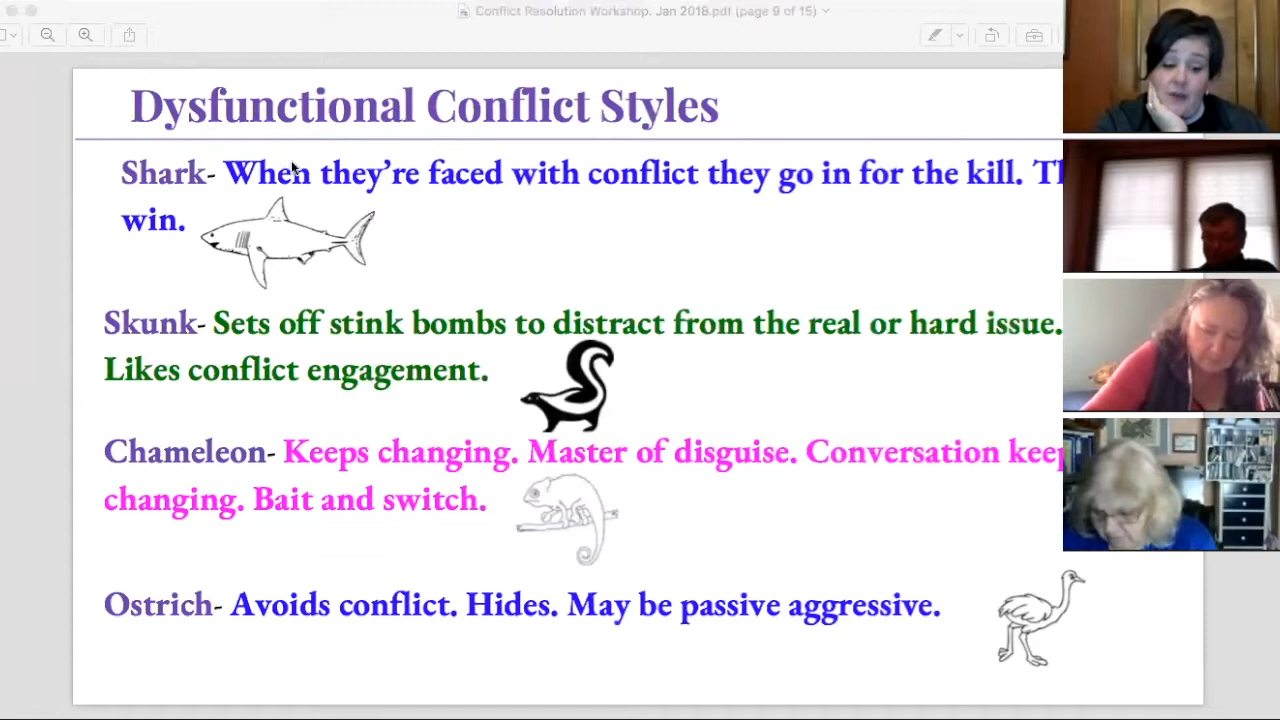 Conflict Resolution Workshop. Jan 2018.pdf (page 9 of 15)
Dysfunctional Conflict Styles
Shark- When they're faced with conflict they go in for the kill.
win.
Skunk- Sets off stink bombs to distract from the real or hard issue.
Likes conflict engagement.
Chameleon- Keeps changing. Master of disguise. Conversation
changing. Bait and switch.
Ostrich- Avoids conflict. Hides. May be passive aggressive.